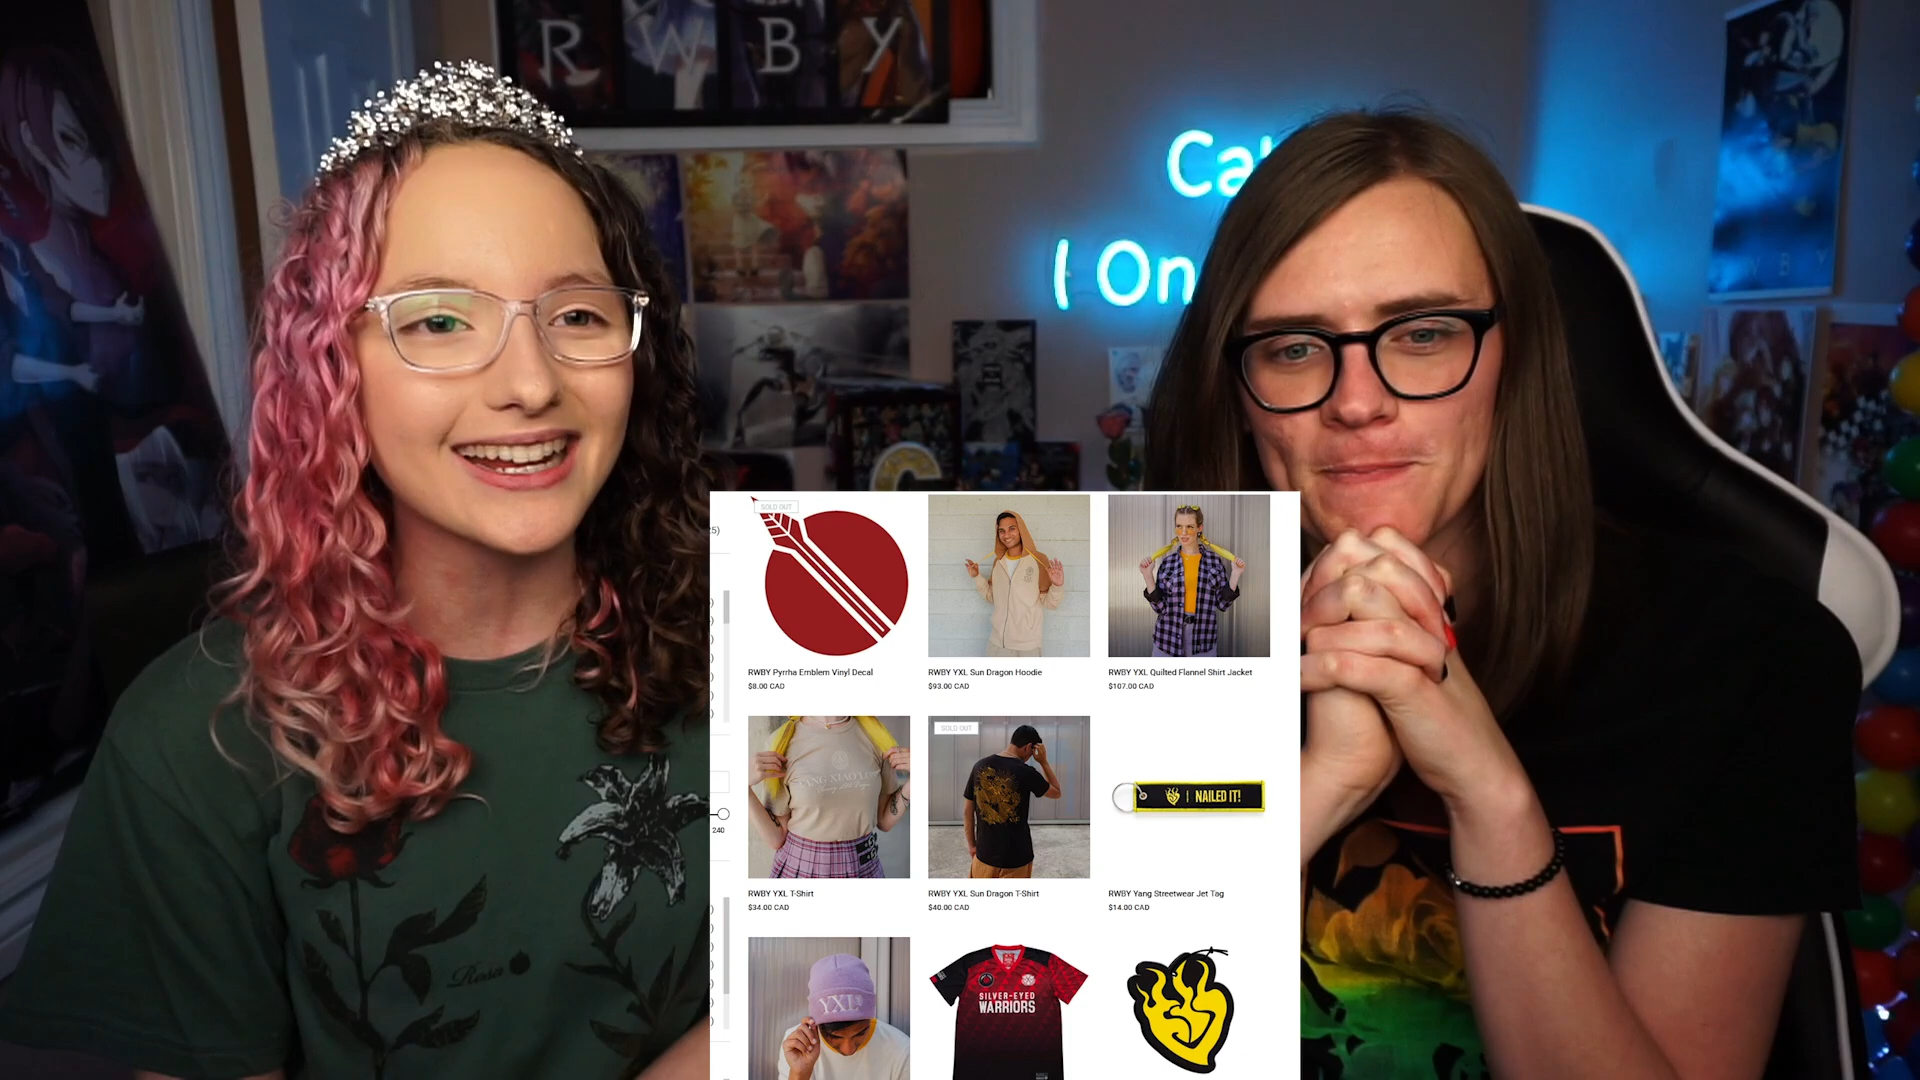 R W B Y
Ca
I On
SOLD OUT
RWBY Pyrrha Emblem Vinyl Decal
$8.00 CAD
RWBY YXL Sun Dragon Hoodie
$93.00 CAD
RWBY YXL Quilted Flannel Shirt Jacket
$107.00 CAD
240
SOLD OUT
RWBY YXL T-Shirt
$34.00 CAD
RWBY YXL Sun Dragon T-Shirt
$40.00 CAD
NAILED IT!
RWBY Yang Streetwear Jet Tag
$14.00 CAD
YXL
SILVER-EYED
WARRIORS
Rosa